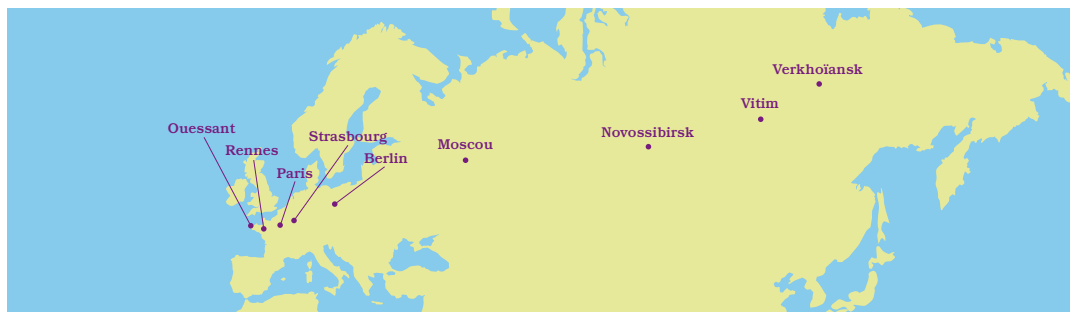 Verkhoïansk
Vitim
Ouessant
Novossibirsk
Strasbourg
Moscou
Rennes
Berlin
Paris